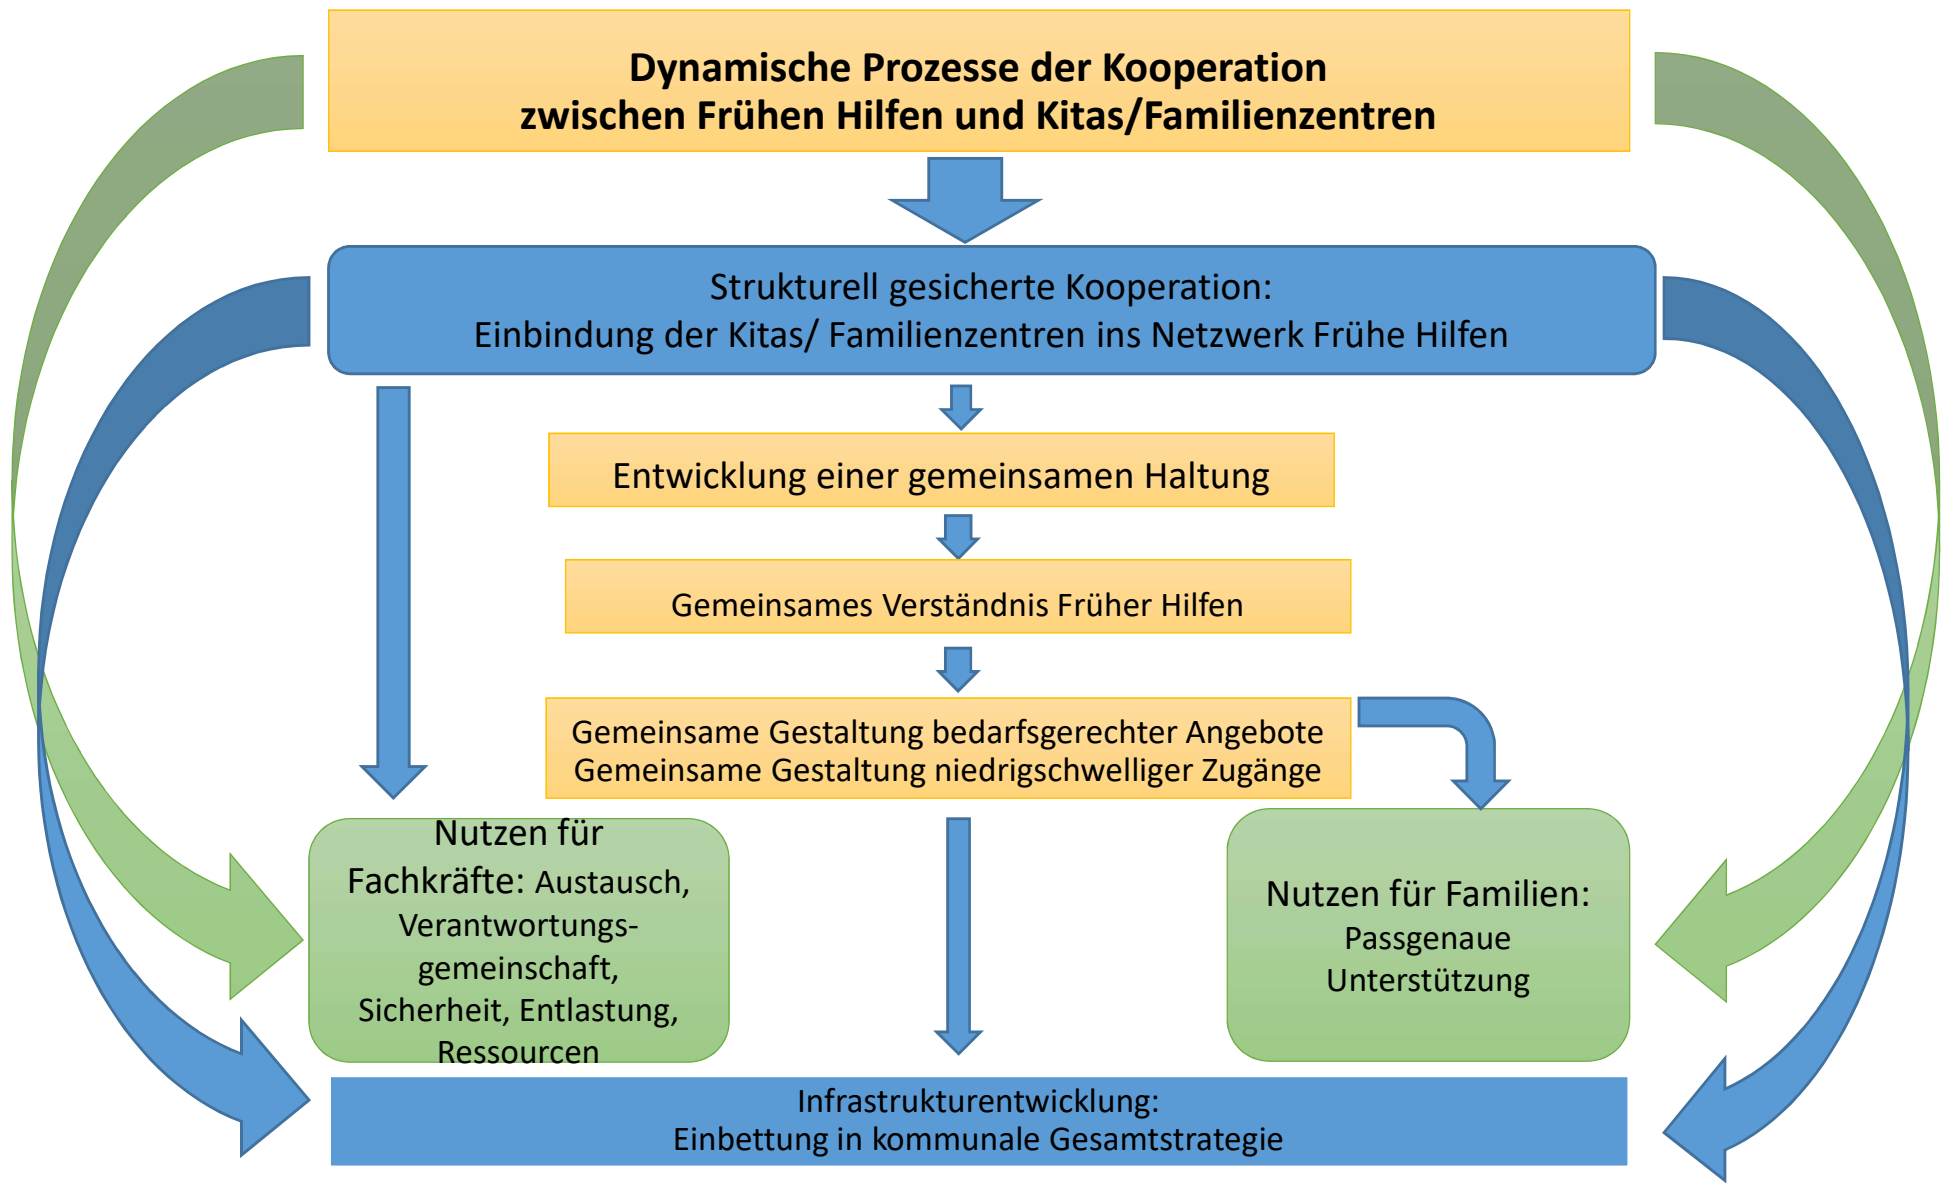 Dynamische Prozesse der Kooperation
zwischen Frühen Hilfen und Kitas/Familienzentren
Strukturell gesicherte Kooperation:
Einbindung der Kitas/ Familienzentren ins Netzwerk Frühe Hilfen
Entwicklung einer gemeinsamen Haltung
Gemeinsames Verständnis Früher Hilfen
Gemeinsame Gestaltung bedarfsgerechter Angebote
Gemeinsame Gestaltung niedrigschwelliger Zugänge
Nutzen für
Fachkräfte: Austausch,
Verantwortungs-
gemeinschaft,
Sicherheit, Entlastung,
Ressourcen
Nutzen für Familien:
Passgenaue
Unterstützung
Infrastrukturentwicklung:
Einbettung in kommunale Gesamtstrategie